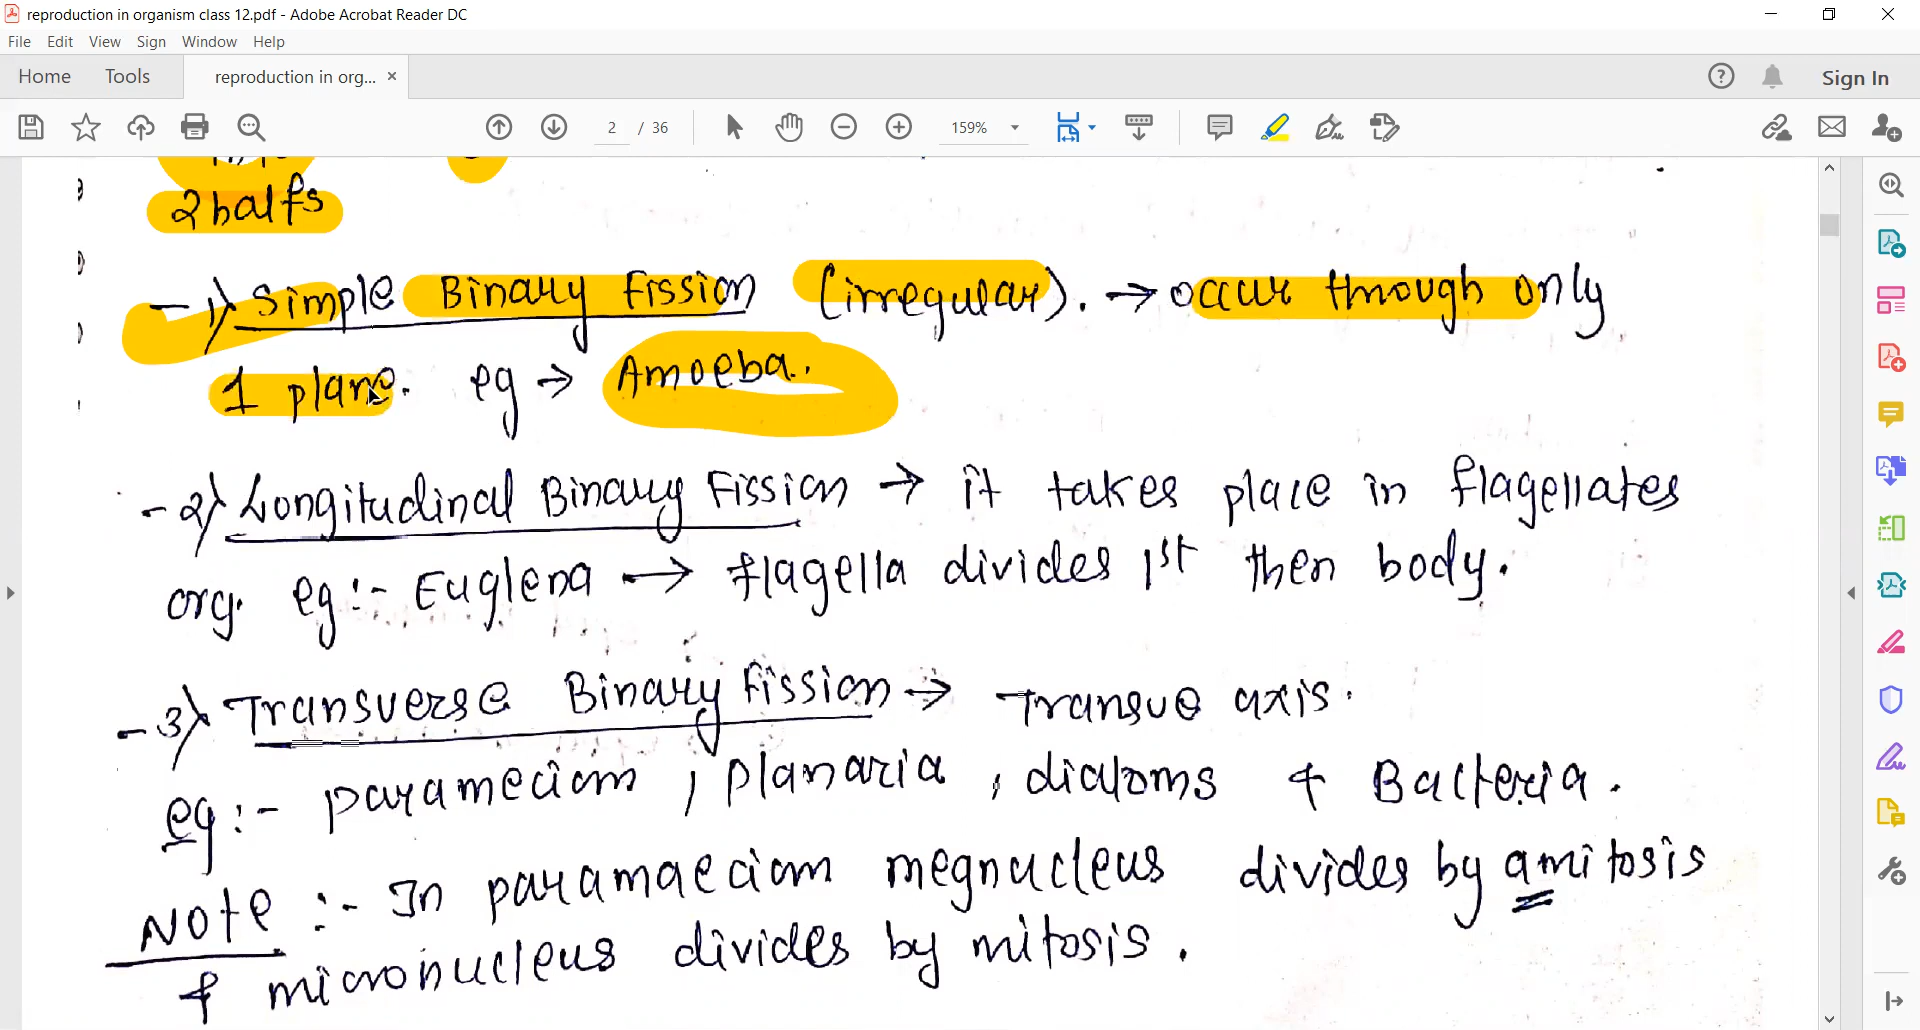 reproduction in organism class 12.pdf - Adobe Acrobat Reader DC
File Edit View Sign Window Help
Home Tools reproduction in org... × Sign In
2 / 36 159%
2 halfs
- 1) Simple Binary Fission (irregular). → occur through only
1 plane. eg → Amoeba.
- 2) Longitudinal Binary Fission → it takes place in flagellates
org. eg :- Euglena → flagella divides 1st then body.
- 3) Transverse Binary Fission → Transve axis.
eg :- paramecium , planaria , diatoms & Bacteria .
Note :- In paramaecium megnucleus divides by amitosis
& micronucleus divides by mitosis .